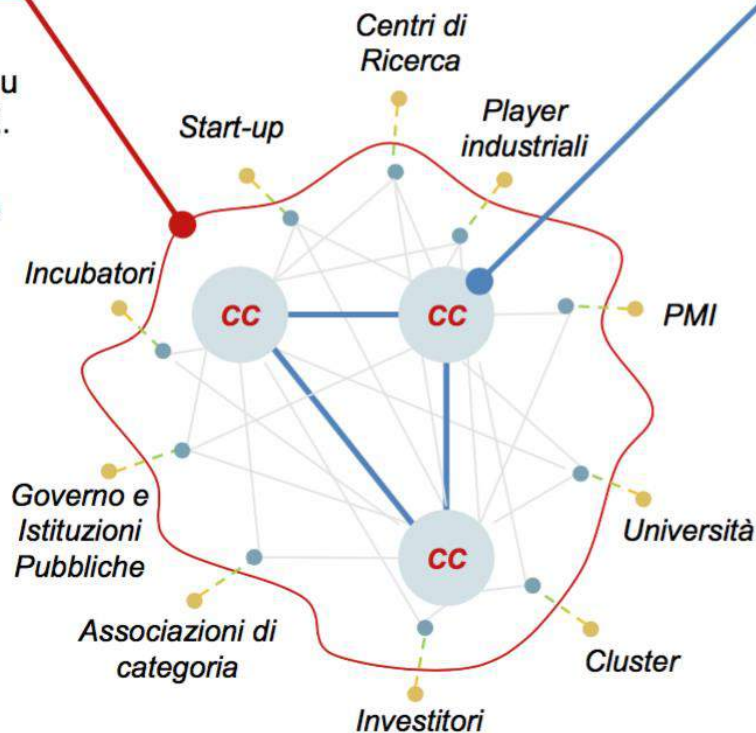 Centri di
Ricerca
u
.
Player
industriali
Start-up
Incubatori
CC
CC
PMI
Governo e
Istituzioni
Pubbliche
Università
CC
Associazioni di
categoria
Cluster
Investitori